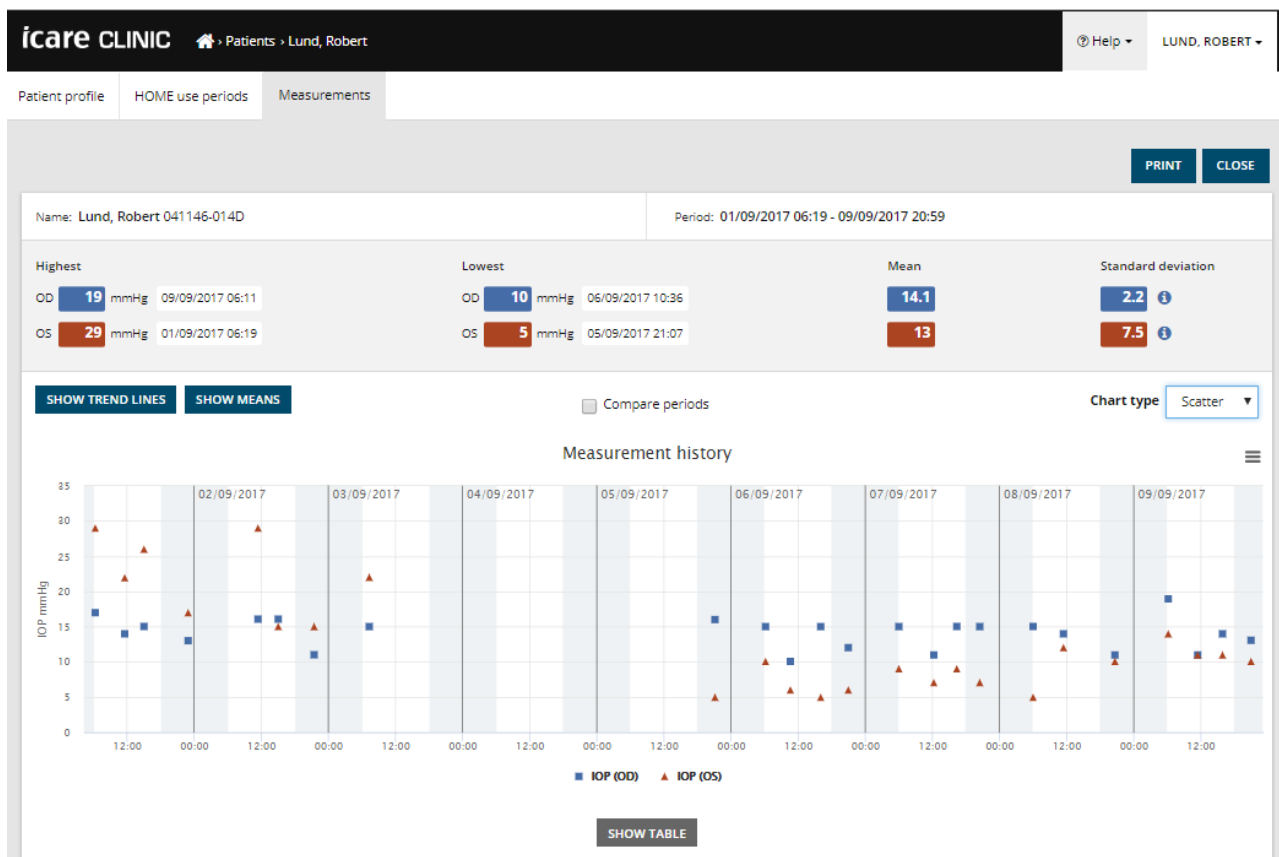 icare CLINIC › Patients › Lund, Robert ? Help LUND, ROBERT
Patient profile HOME use periods Measurements
PRINT CLOSE
Name: Lund, Robert 041146-014D Period: 01/09/2017 06:19 - 09/09/2017 20:59
Highest Lowest Mean Standard deviation
OD 19 mmHg 09/09/2017 06:11 OD 10 mmHg 06/09/2017 10:36 14.1 2.2 i
OS 29 mmHg 01/09/2017 06:19 OS 5 mmHg 05/09/2017 21:07 13 7.5 i
SHOW TREND LINES SHOW MEANS Compare periods Chart type Scatter
Measurement history
35 02/09/2017 03/09/2017 04/09/2017 05/09/2017 06/09/2017 07/09/2017 08/09/2017 09/09/2017
30
25
20
15
10
5
0
IOP mmHg
12:00 00:00 12:00 00:00 12:00 00:00 12:00 00:00 12:00 00:00 12:00 00:00 12:00 00:00 12:00 00:00 12:00
IOP (OD) IOP (OS)
SHOW TABLE